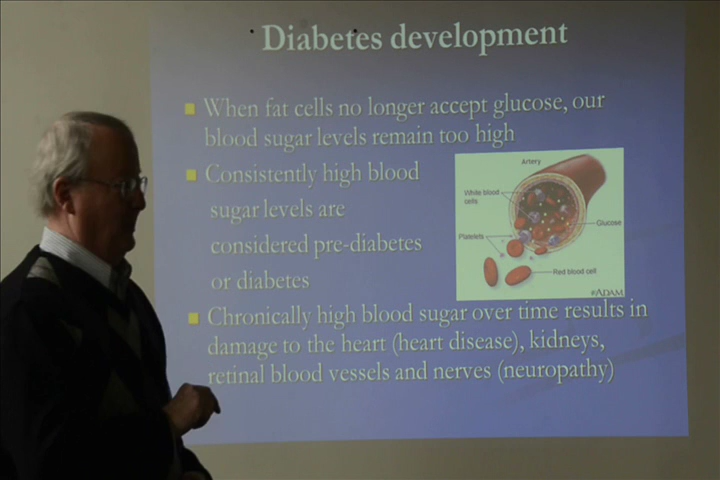 Diabetes development
When fat cells no longer accept glucose, our
blood sugar levels remain too high
Consistently high blood
sugar levels are
considered pre-diabetes
or diabetes
Artery
White blood
cells
Glucose
Platelets
Red blood cell
ADAM
Chronically high blood sugar over time results in
damage to the heart (heart disease), kidneys,
retinal blood vessels and nerves (neuropathy)